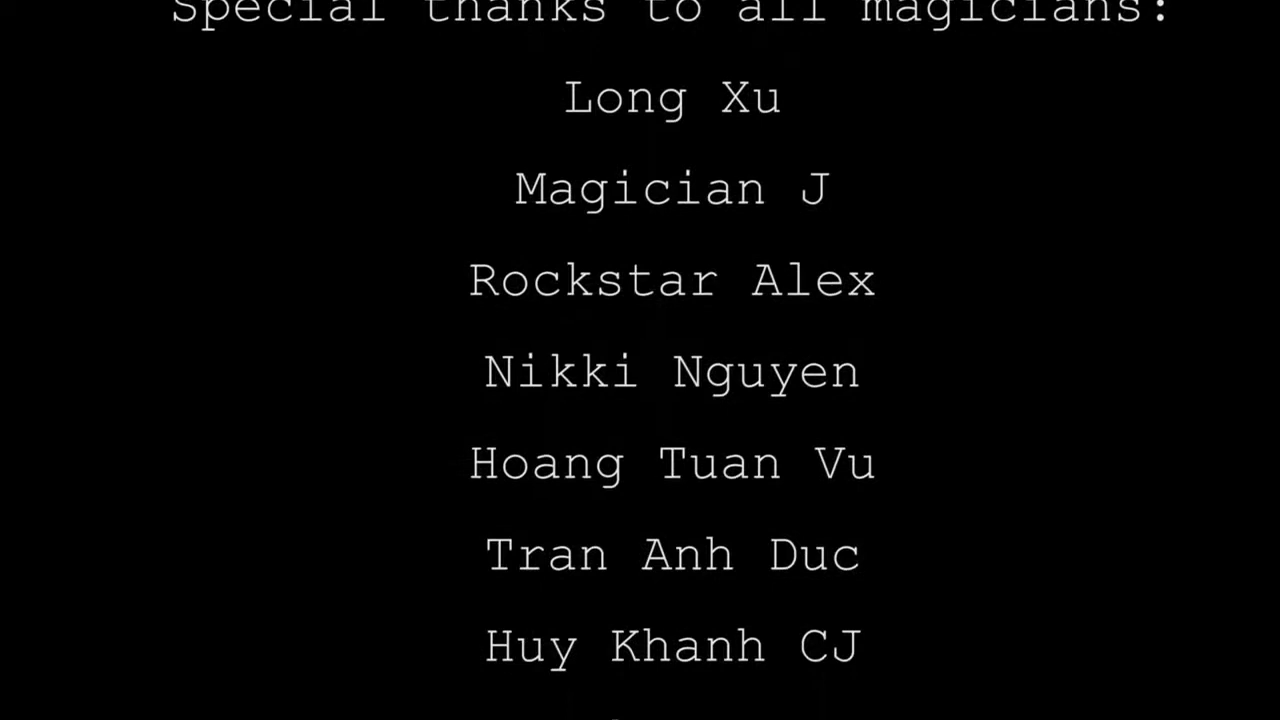 Special thanks to all magicians:
Long Xu
Magician J
Rockstar Alex
Nikki Nguyen
Hoang Tuan Vu
Tran Anh Duc
Huy Khanh CJ